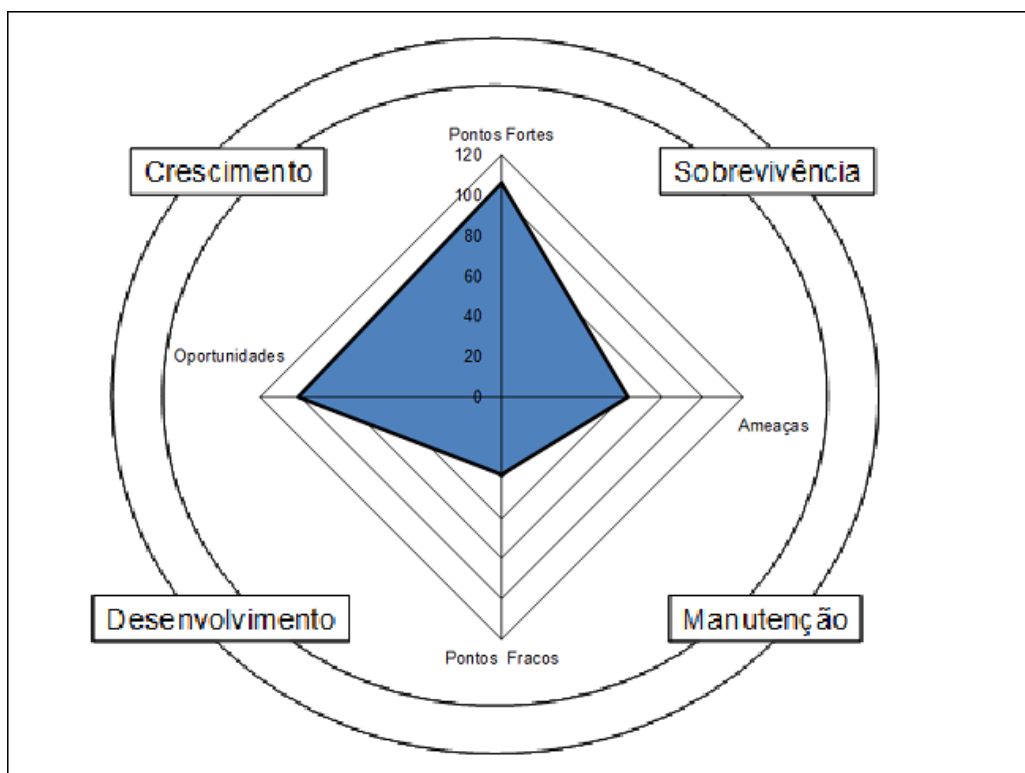 Pontos Fortes
120
Crescimento
Sobrevivência
100
80
60
40
Oportunidades
20
0
Ameaças
Desenvolvimento
Manutenção
Pontos Fracos